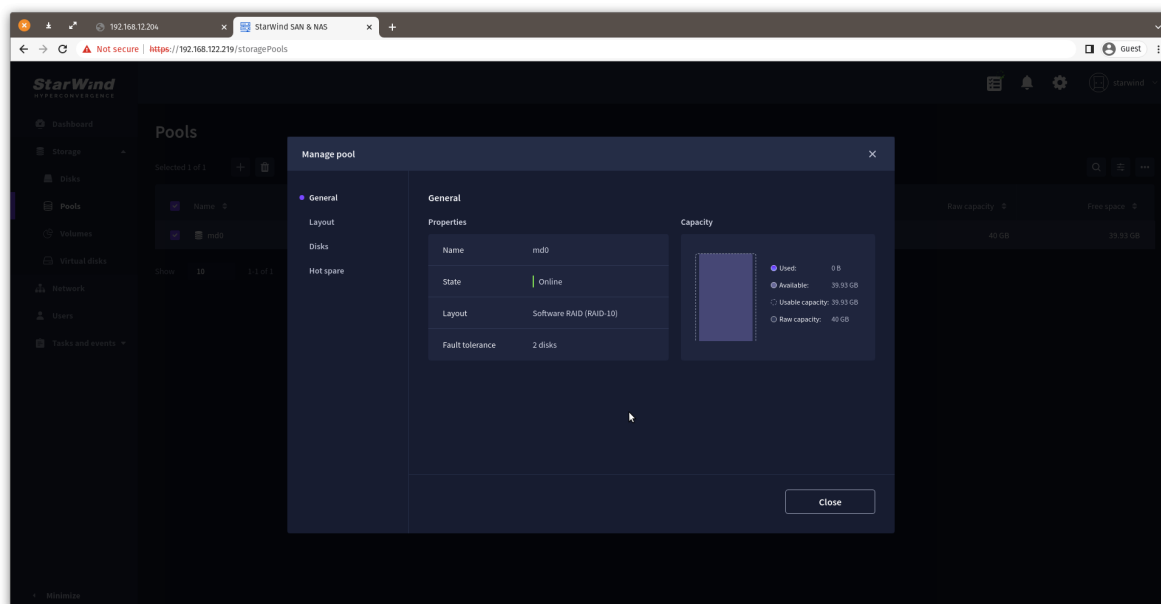 192.168.12.204
StarWind SAN & NAS
Not secure
https://192.168.122.219/storagePools
Guest
StarWind
HYPERCONVERGENCE
starwind
Dashboard
Storage
Disks
Pools
Volumes
Virtual disks
Network
Users
Tasks and events
Minimize
Pools
Selected 1 of 1
Name
Raw capacity
Free space
md0
40 GB
39.93 GB
Show 10 1-1 of 1
Manage pool
General
Layout
Disks
Hot spare
General
Properties
Name md0
State Online
Layout Software RAID (RAID-10)
Fault tolerance 2 disks
Capacity
Used: 0 B
Available: 39.93 GB
Usable capacity: 39.93 GB
Raw capacity: 40 GB
Close